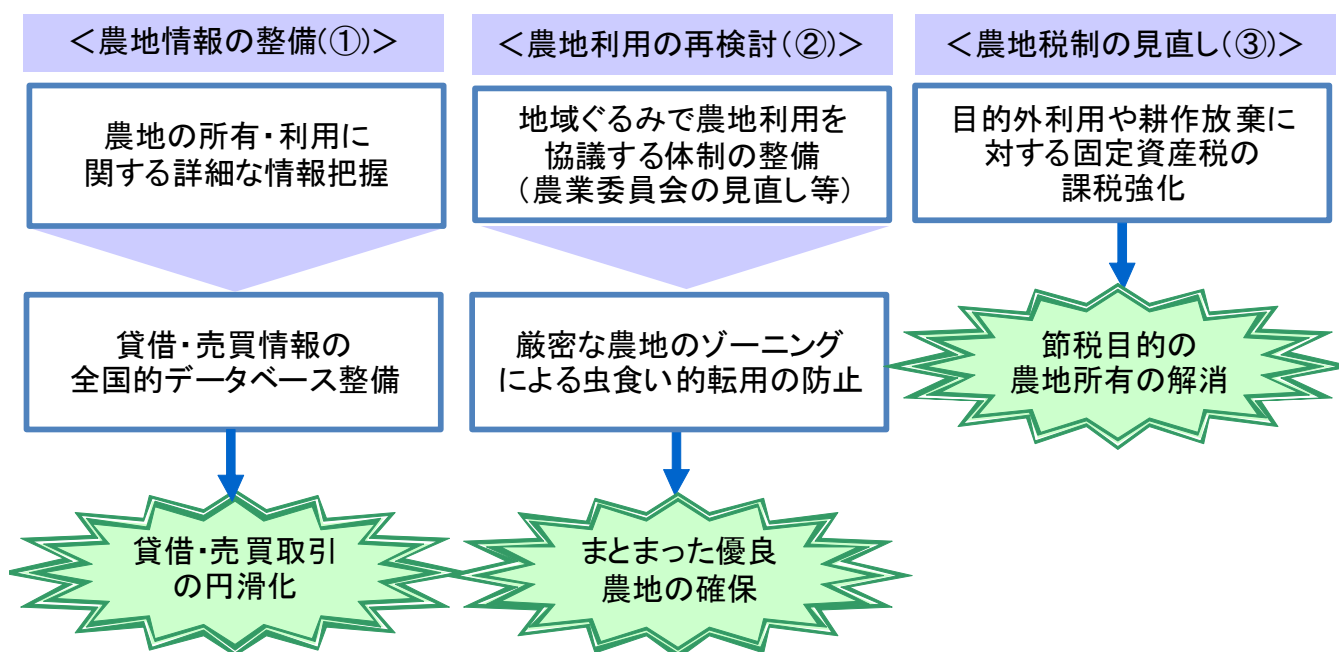 ＜農地情報の整備(①)＞
農地の所有・利用に
関する詳細な情報把握
貸借・売買情報の
全国的データベース整備
貸借・売買取引
の円滑化
＜農地利用の再検討(②)＞
地域ぐるみで農地利用を
協議する体制の整備
（農業委員会の見直し等）
厳密な農地のゾーニング
による虫食い的転用の防止
まとまった優良
農地の確保
＜農地税制の見直し(③)＞
目的外利用や耕作放棄に
対する固定資産税の
課税強化
節税目的の
農地所有の解消